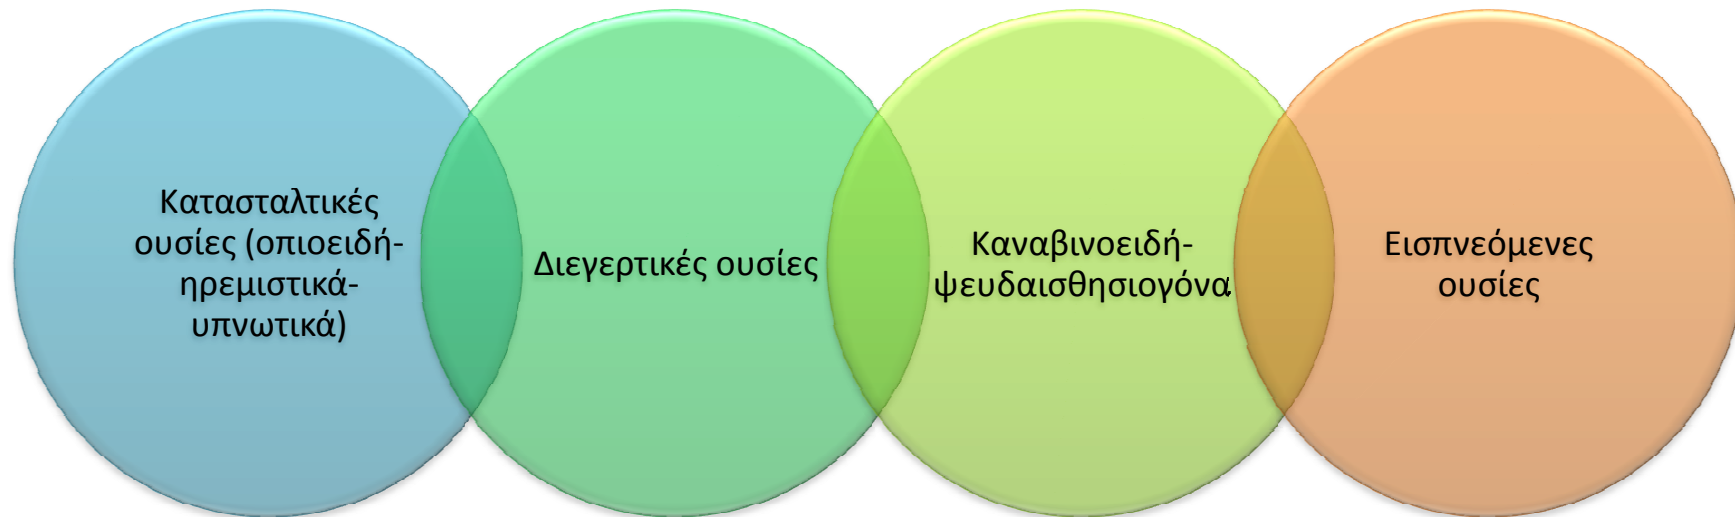 Κατασταλτικές
ουσίες (οπιοειδή-
ηρεμιστικά-
υπνωτικά)
Διεγερτικές ουσίες
Καναβινοειδή-
ψευδαισθησιογόνα
Εισπνεόμενες
ουσίες